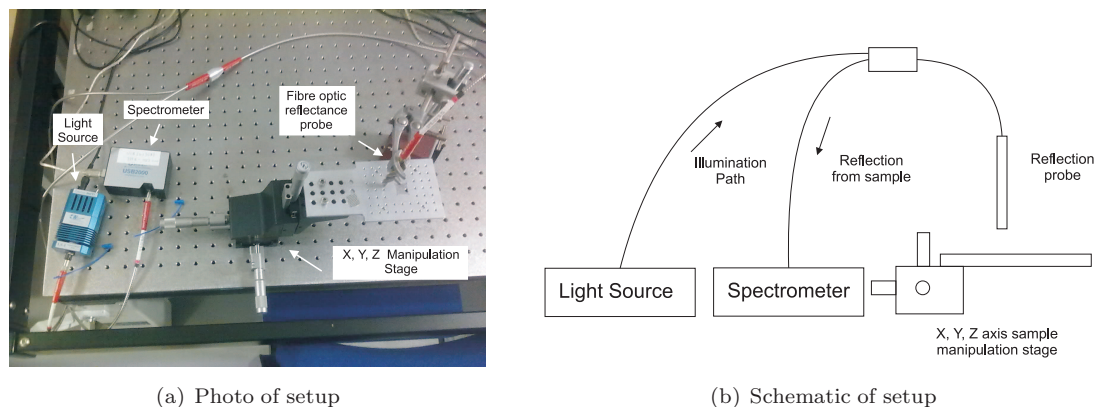 Light
Source
Spectrometer
Fibre optic
reflectance
probe
X, Y, Z Manipulation
Stage
(a) Photo of setup
Illumination
Path
Reflection
from sample
Reflection
probe
Light Source
Spectrometer
X, Y, Z axis sample
manipulation stage
(b) Schematic of setup